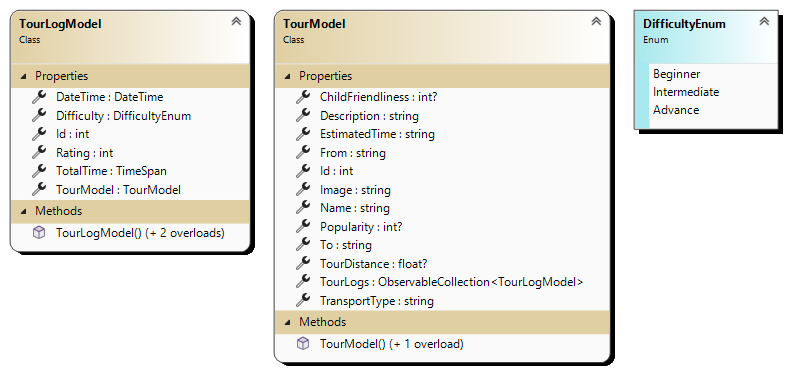 TourLogModel
Class
Properties
DateTime : DateTime
Difficulty : DifficultyEnum
Id : int
Rating : int
TotalTime : TimeSpan
TourModel : TourModel
Methods
TourLogModel() (+ 2 overloads)
TourModel
Class
Properties
ChildFriendliness : int?
Description : string
EstimatedTime : string
From : string
Id : int
Image : string
Name : string
Popularity : int?
To : string
TourDistance : float?
TourLogs : ObservableCollection<TourLogModel>
TransportType : string
Methods
TourModel() (+ 1 overload)
DifficultyEnum
Enum
Beginner
Intermediate
Advance